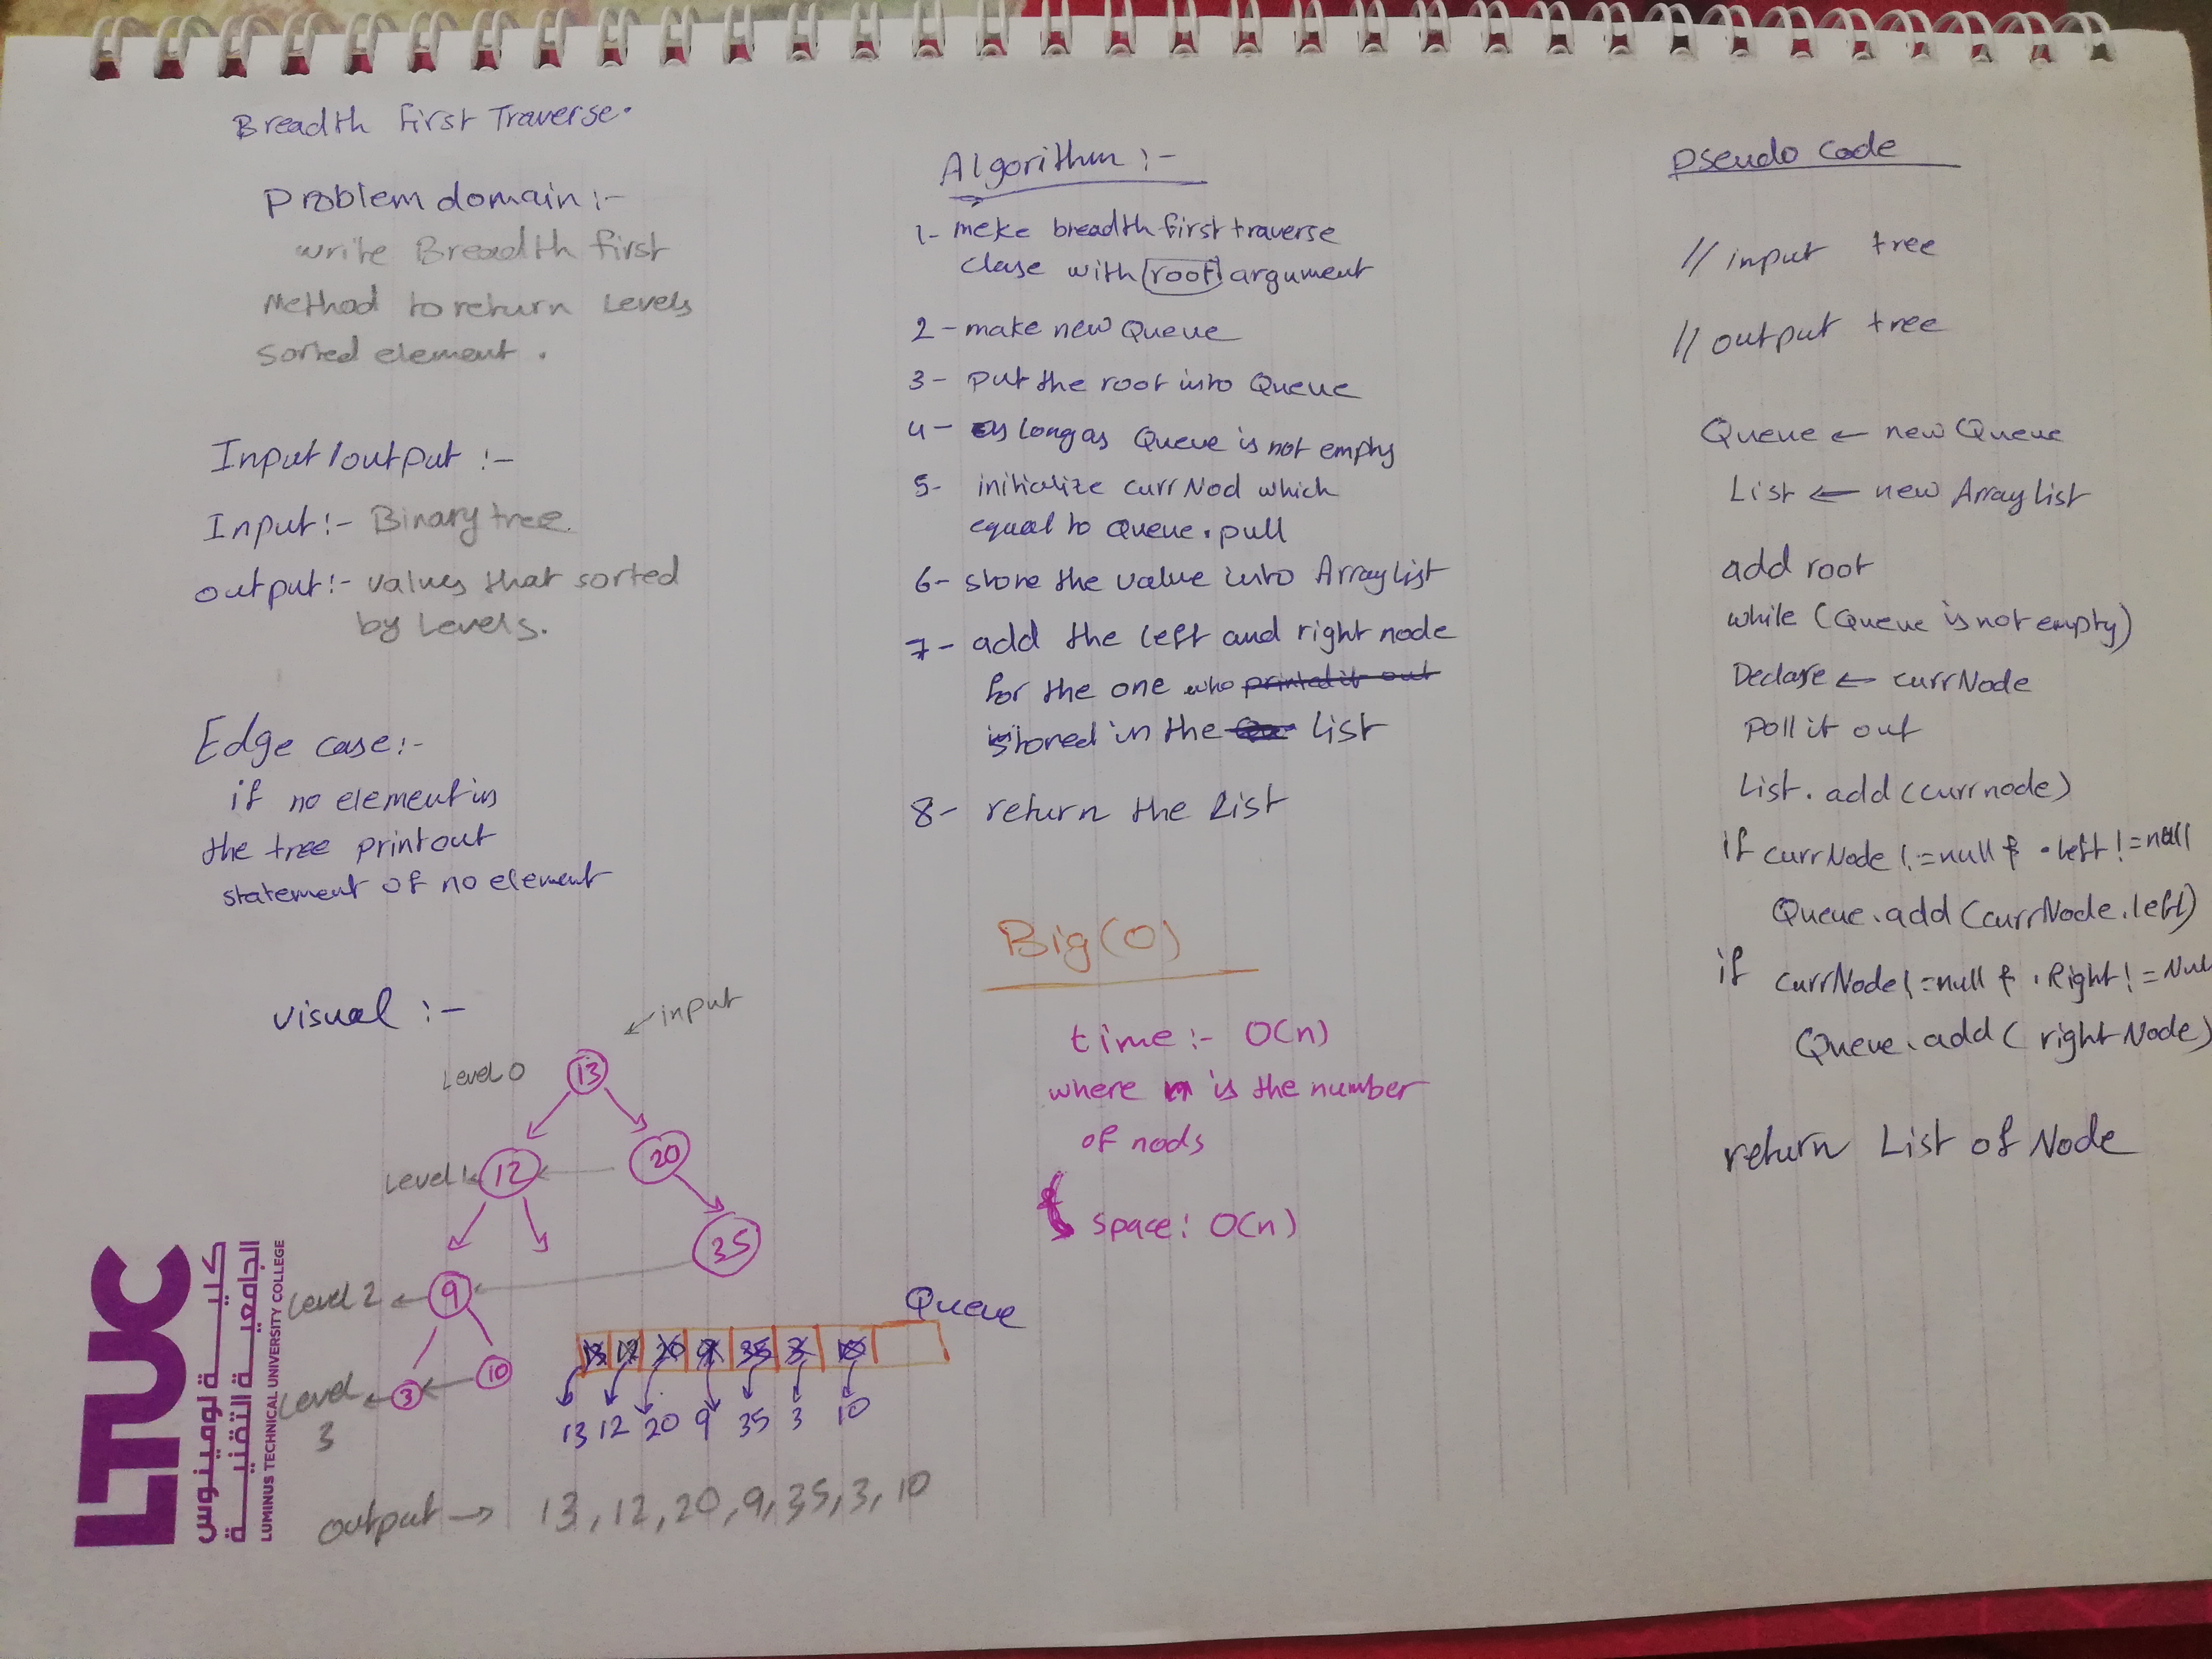 Breadth first Traverse.
Problem domain :-
write Breadth first
Method to return Levels
sorted element .
Input/output :-
Input :- Binary tree.
output :- values that sorted
by Levels.
Edge case :-
if no element in
the tree print out
statement of no element
visual :-
← input
Level 0
13
Level 1
12
20
35
Level 2
9
Level
3
3
10
Queue
13 12 20 9 35 3 10
13 12 20 9 35 3 10
output → 13, 12, 20, 9, 35, 3, 10
LTUC
كليـــــة لومينوس
الجامعيـــة التقنيـــة
LUMINUS TECHNICAL UNIVERSITY COLLEGE
Algorithm :-
1- meke breadth first traverse
clase with root argument
2- make new Queue
3- put the root into Queue
4- as long as Queue is not empty
5- initialize curr Nod which
equal to Queue . pull
6- store the value into Array List
7- add the left and right node
for the one who printed it out
stored in the List
8- return the List
Big(O)
time :- O(n)
where n is the number
of nods
space : O(n)
pseudo code
// input tree
// output tree
Queue ← new Queue
List ← new Array list
add root
while (Queue is not empty)
Declare ← currNode
poll it out
List . add (curr node)
if currNode != null & . left != null
Queue . add (currNode . left)
if currNode != null & . Right != Nul
Queue . add ( right Node)
return List of Node